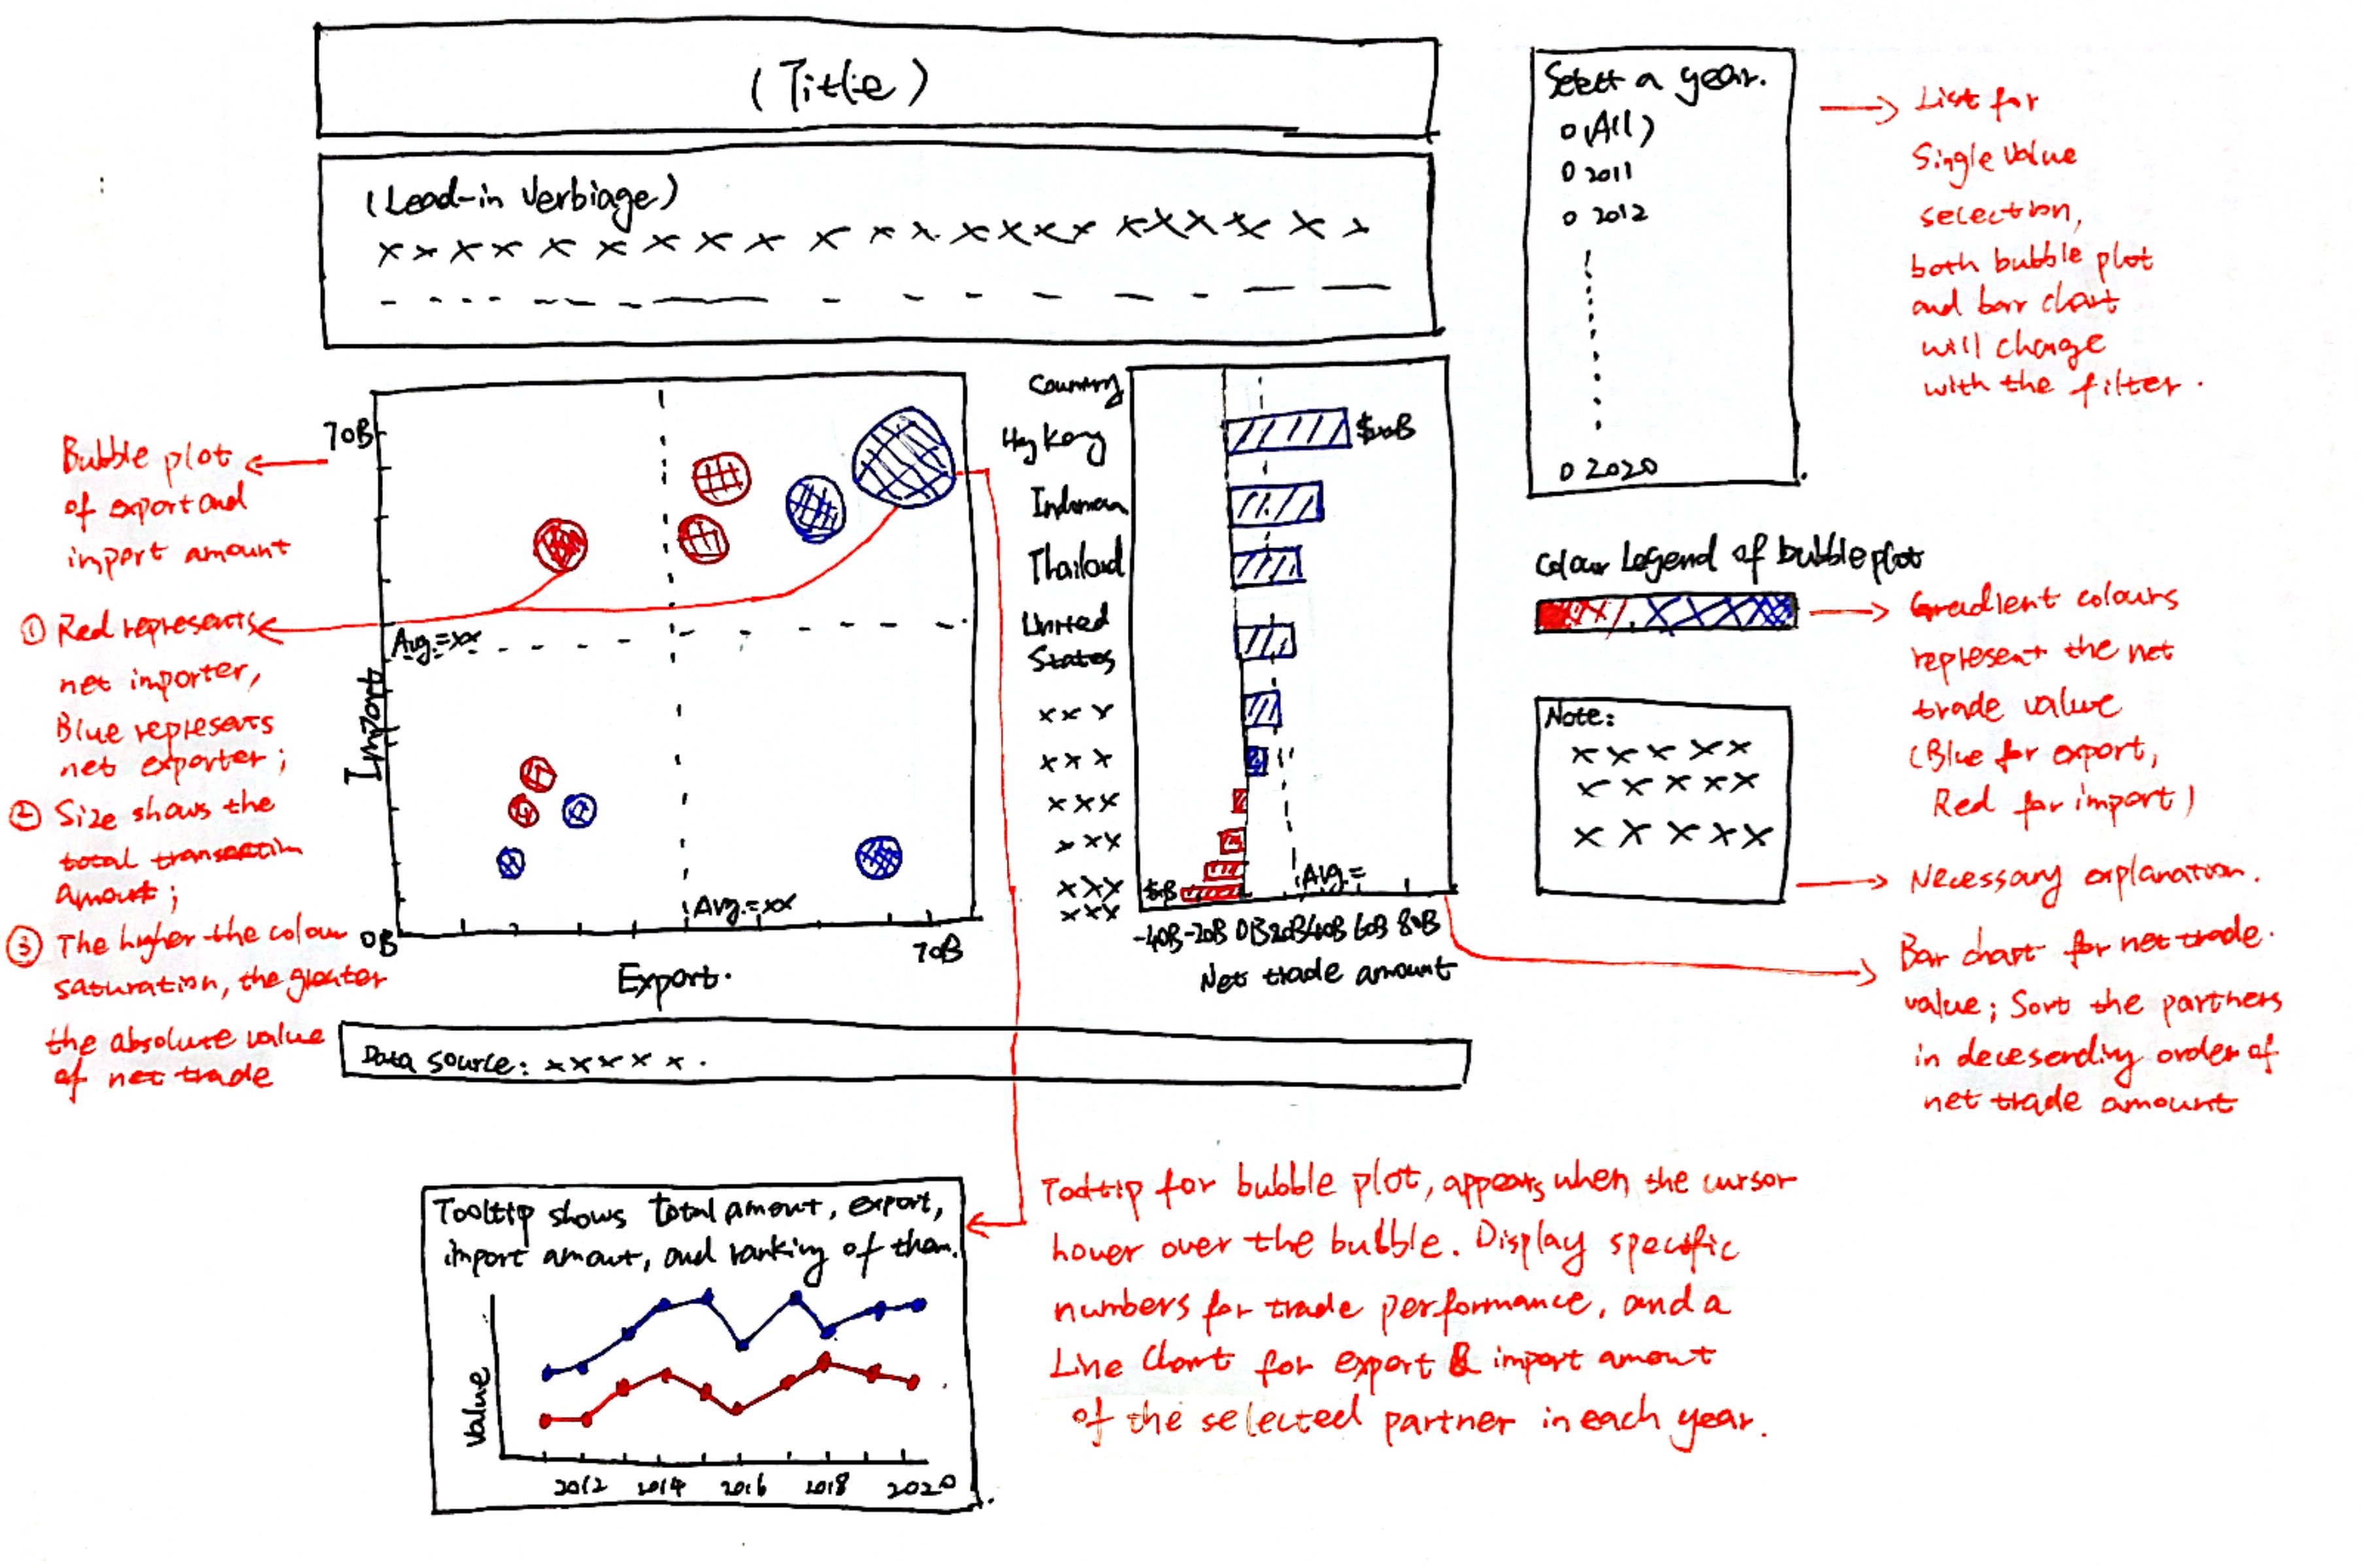 (Title)
(Lead-in Verbiage)
x x x x x x x x x x x x x x x x x x x x x
Select a year.
(All)
2011
2012
2020
List for
Single value
selection,
both bubble plot
and bar chart
will change
with the filter.
Bubble plot
of export and
import amount
① Red represents
net importer,
Blue represents
net exporter;
② Size shows the
total transaction
amount;
③ The higher the colour
saturation, the greater
the absolute value
of net trade
70B
Avg.=xx
Import
0B
Avg.=xx
70B
Export.
Country
Thailand
United
States
x x x
x x x
x x x
x x x
x x x
x x x
Avg.=
-40B -20B 0B 20B 40B 60B 80B
Net trade amount
Colour Legend of bubble plot
Gradient colours
represent the net
trade value
(Blue for export,
Red for import)
Note:
x x x x x
x x x x x
x x x x x
Necessary explanation.
Bar chart for net trade.
value; Sort the partners
in decesending order of
net trade amount
Data source: x x x x x.
Tooltip shows total amout, export,
import amout, and ranking of them.
Value
2012 2014 2016 2018 2020
Tooltip for bubble plot, appears when the cursor
hover over the bubble. Display specific
numbers for trade performance, and a
Line Chart for export & import amout
of the selected partner in each year.